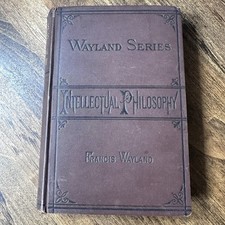 Wayland Series
Intellectual Philosophy
Francis Wayland